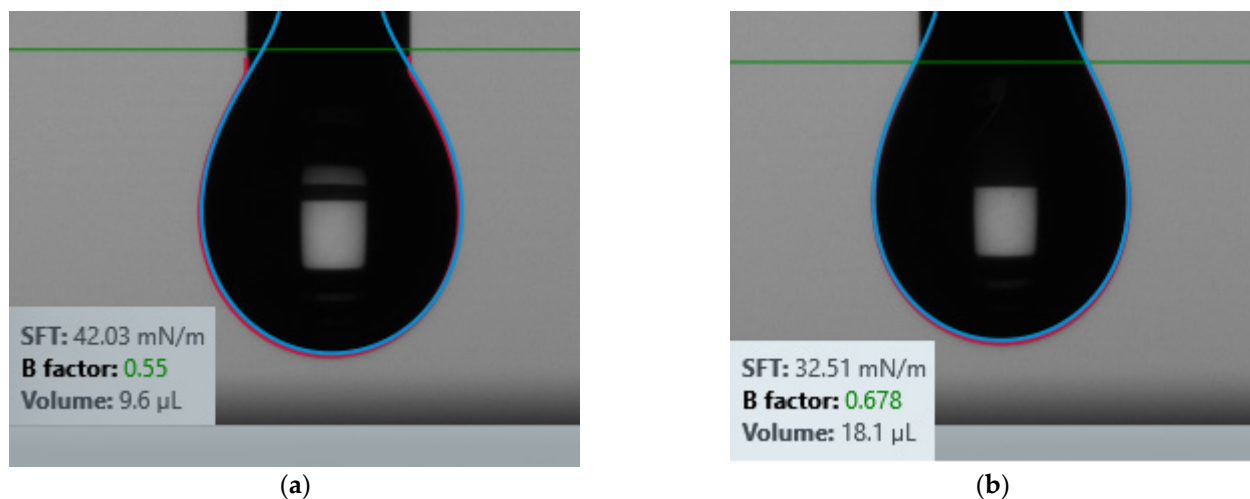 SFT: 42.03 mN/m
B factor: 0.55
Volume: 9.6 µL
SFT: 32.51 mN/m
B factor: 0.678
Volume: 18.1 µL
(a)
(b)